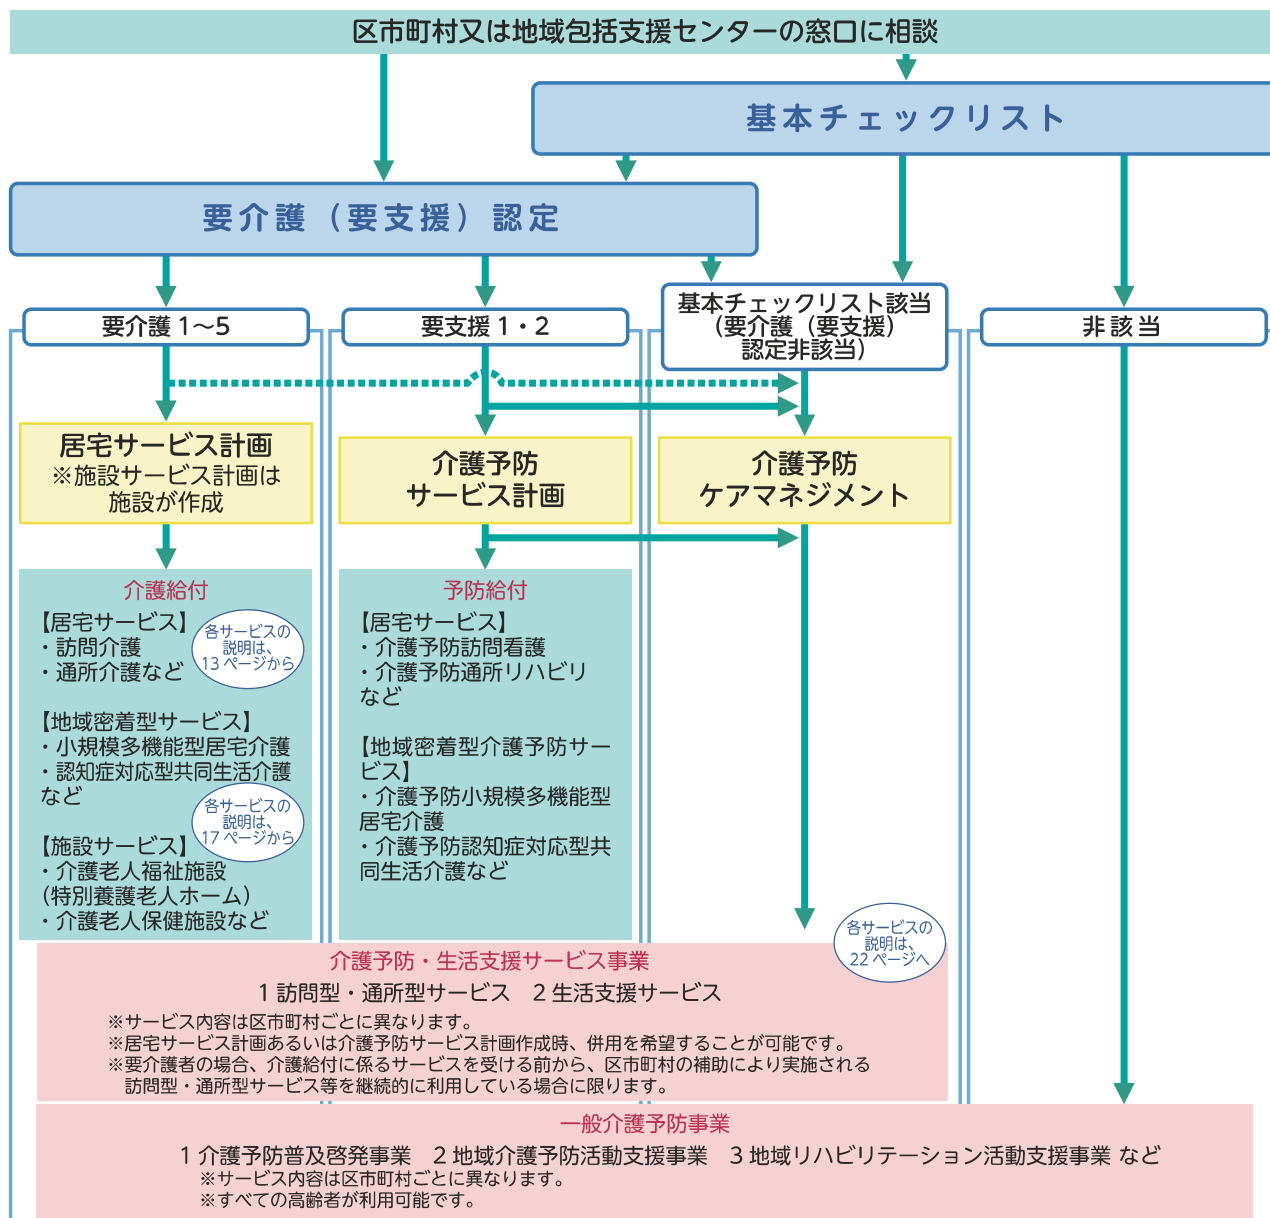 区市町村又は地域包括支援センターの窓口に相談
基本チェックリスト
要介護（要支援）認定
要介護 1～5
要支援 1・2
基本チェックリスト該当
（要介護（要支援）
認定非該当）
非該当
居宅サービス計画
※施設サービス計画は
施設が作成
介護予防
サービス計画
介護予防
ケアマネジメント
介護給付
【居宅サービス】
・訪問介護
・通所介護など
各サービスの
説明は、
13 ページから
【地域密着型サービス】
・小規模多機能型居宅介護
・認知症対応型共同生活介護
など
各サービスの
説明は、
17 ページから
【施設サービス】
・介護老人福祉施設
（特別養護老人ホーム）
・介護老人保健施設など
予防給付
【居宅サービス】
・介護予防訪問看護
・介護予防通所リハビリ
など
【地域密着型介護予防サー
ビス】
・介護予防小規模多機能型
居宅介護
・介護予防認知症対応型共
同生活介護など
各サービスの
説明は、
22 ページへ
介護予防・生活支援サービス事業
1 訪問型・通所型サービス　2 生活支援サービス
※サービス内容は区市町村ごとに異なります。
※居宅サービス計画あるいは介護予防サービス計画作成時、併用を希望することが可能です。
※要介護者の場合、介護給付に係るサービスを受ける前から、区市町村の補助により実施される
訪問型・通所型サービス等を継続的に利用している場合に限ります。
一般介護予防事業
1 介護予防普及啓発事業　2 地域介護予防活動支援事業　3 地域リハビリテーション活動支援事業 など
※サービス内容は区市町村ごとに異なります。
※すべての高齢者が利用可能です。